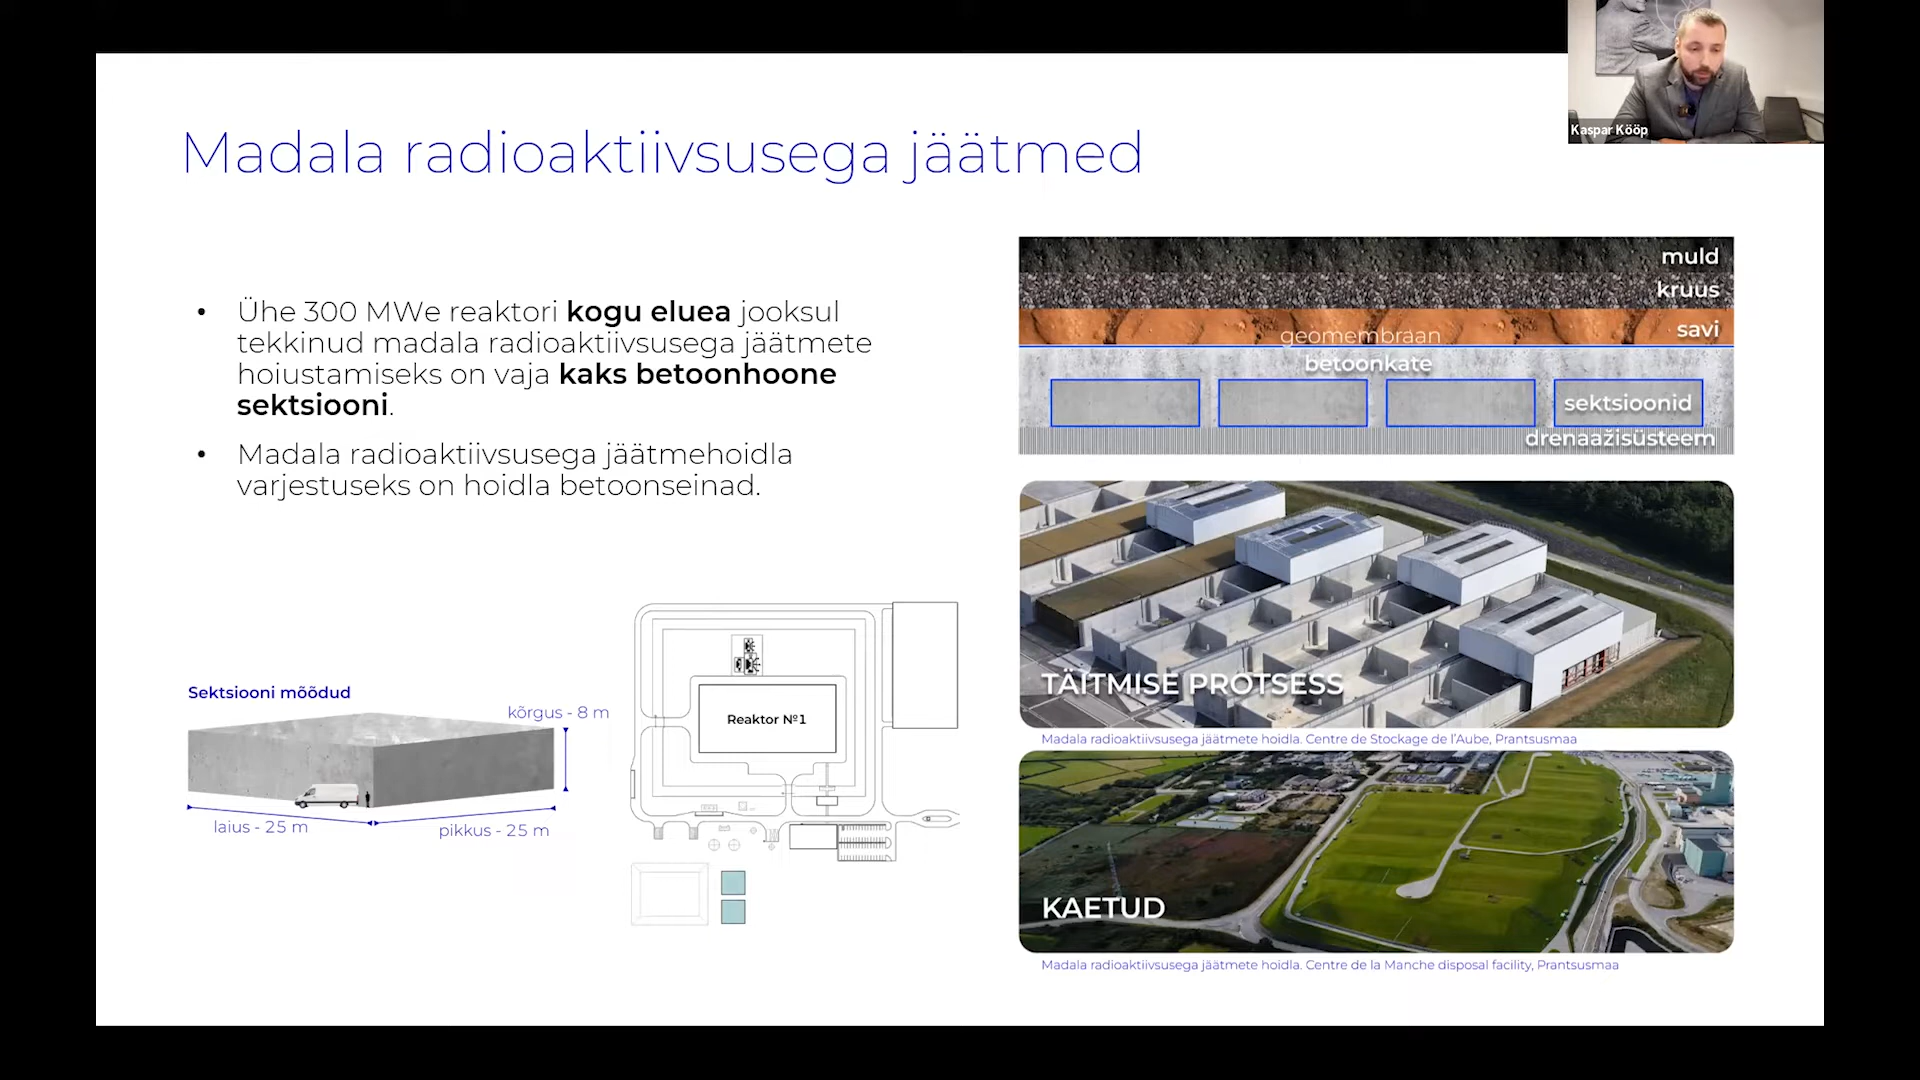 Kaspar Kööp
Madala radioaktiivsusega jäätmed
• Ühe 300 MWe reaktori kogu eluea jooksul
tekkinud madala radioaktiivsusega jäätmete
hoiustamiseks on vaja kaks betoonhoone
sektsiooni.
• Madala radioaktiivsusega jäätmehoidla
varjestuseks on hoidla betoonseinad.
Sektsiooni mõõdud
kõrgus - 8 m
laius - 25 m
pikkus - 25 m
Reaktor №1
muld
kruus
savi
geomembraan
betoonkate
sektsioonid
drenaažisüsteem
TÄITMISE PROTSESS
Madala radioaktiivsusega jäätmete hoidla. Centre de Stockage de l'Aube, Prantsusmaa
KAETUD
Madala radioaktiivsusega jäätmete hoidla. Centre de la Manche disposal facility, Prantsusmaa